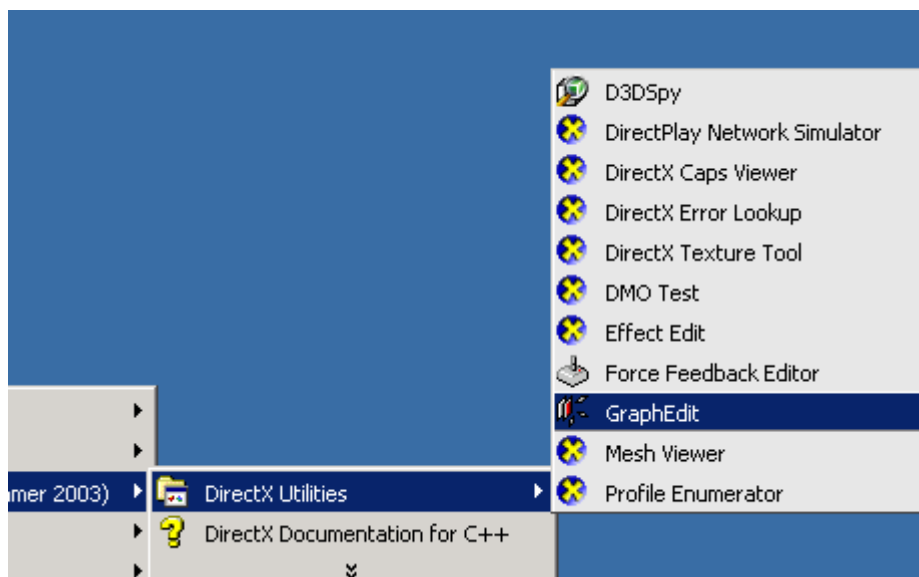 D3DSpy
DirectPlay Network Simulator
DirectX Caps Viewer
DirectX Error Lookup
DirectX Texture Tool
DMO Test
Effect Edit
Force Feedback Editor
GraphEdit
Mesh Viewer
mer 2003)
DirectX Utilities
Profile Enumerator
DirectX Documentation for C++